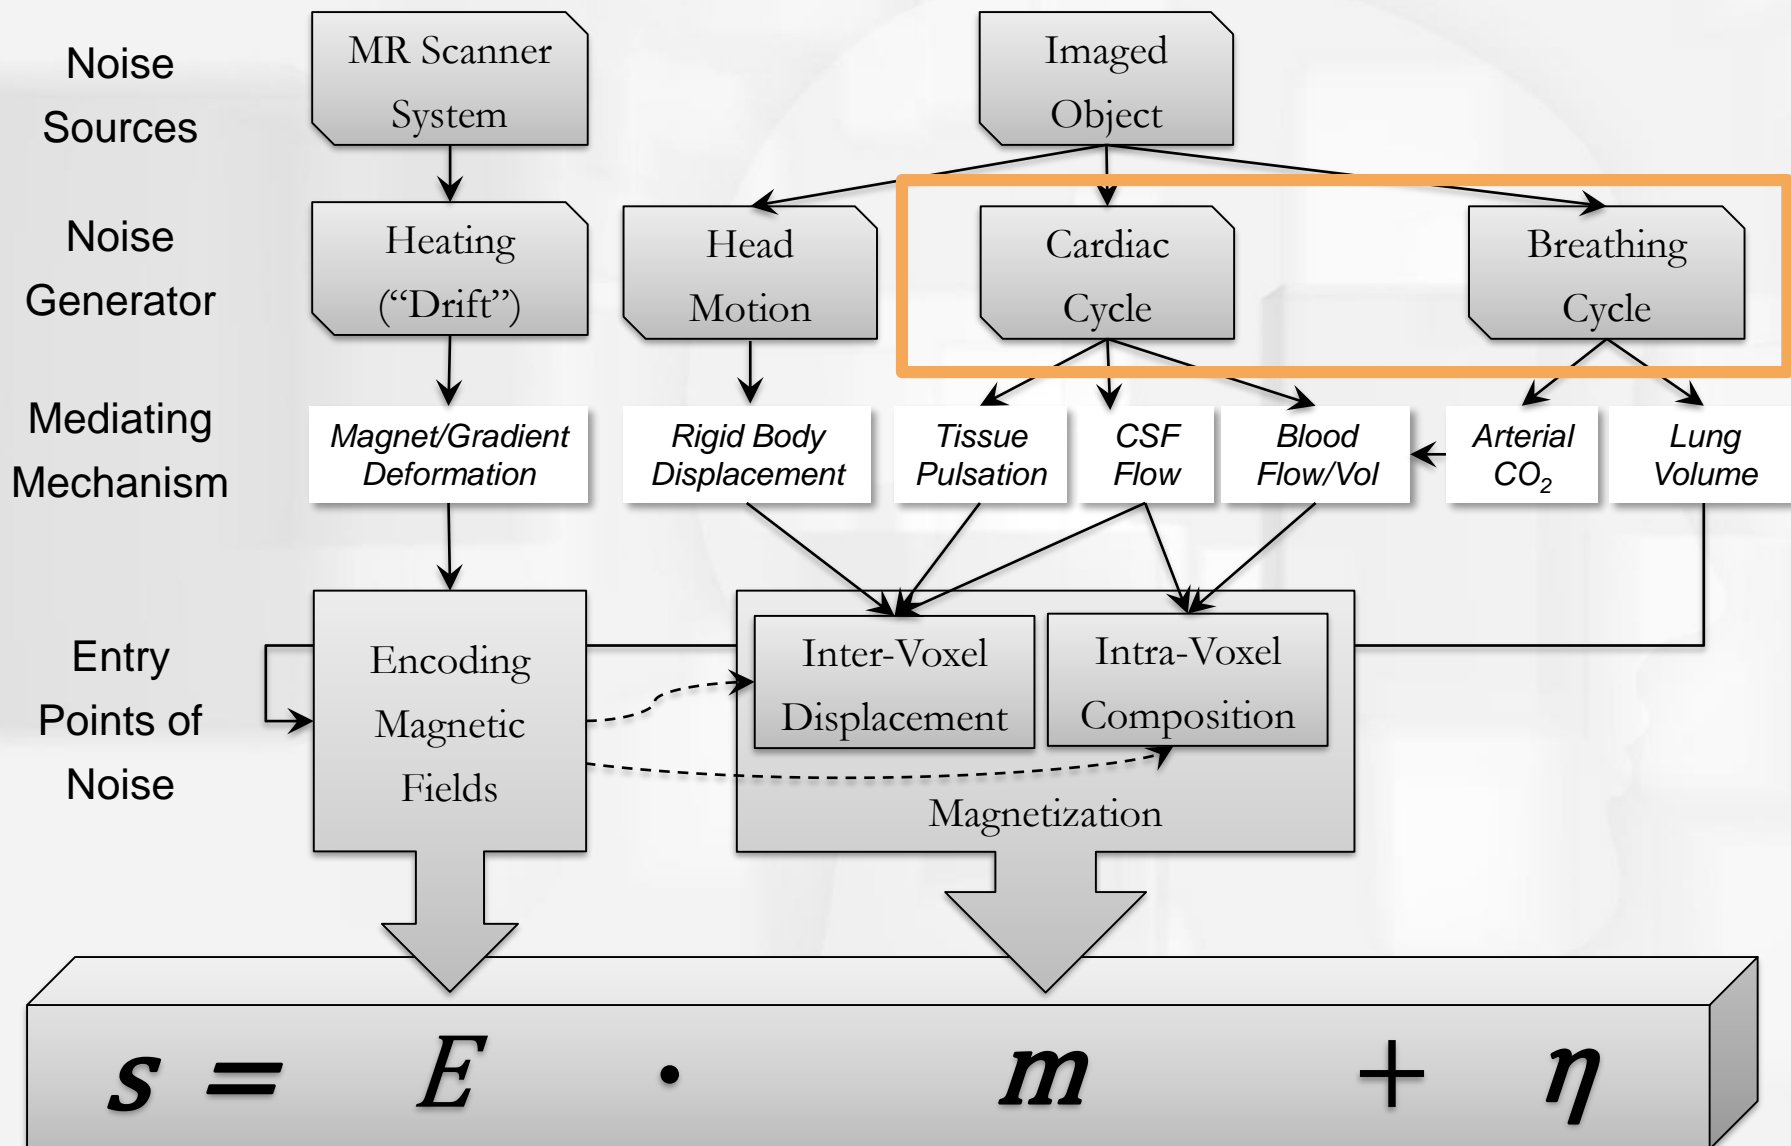 Noise
Sources
MR Scanner
System
Imaged
Object
Noise
Generator
Heating
(“Drift”)
Head
Motion
Cardiac
Cycle
Breathing
Cycle
Mediating
Mechanism
Magnet/Gradient
Deformation
Rigid Body
Displacement
Tissue
Pulsation
CSF
Flow
Blood
Flow/Vol
Arterial
CO₂
Lung
Volume
Entry
Points of
Noise
Encoding
Magnetic
Fields
Inter-Voxel
Displacement
Intra-Voxel
Composition
Magnetization
s = E · m + η